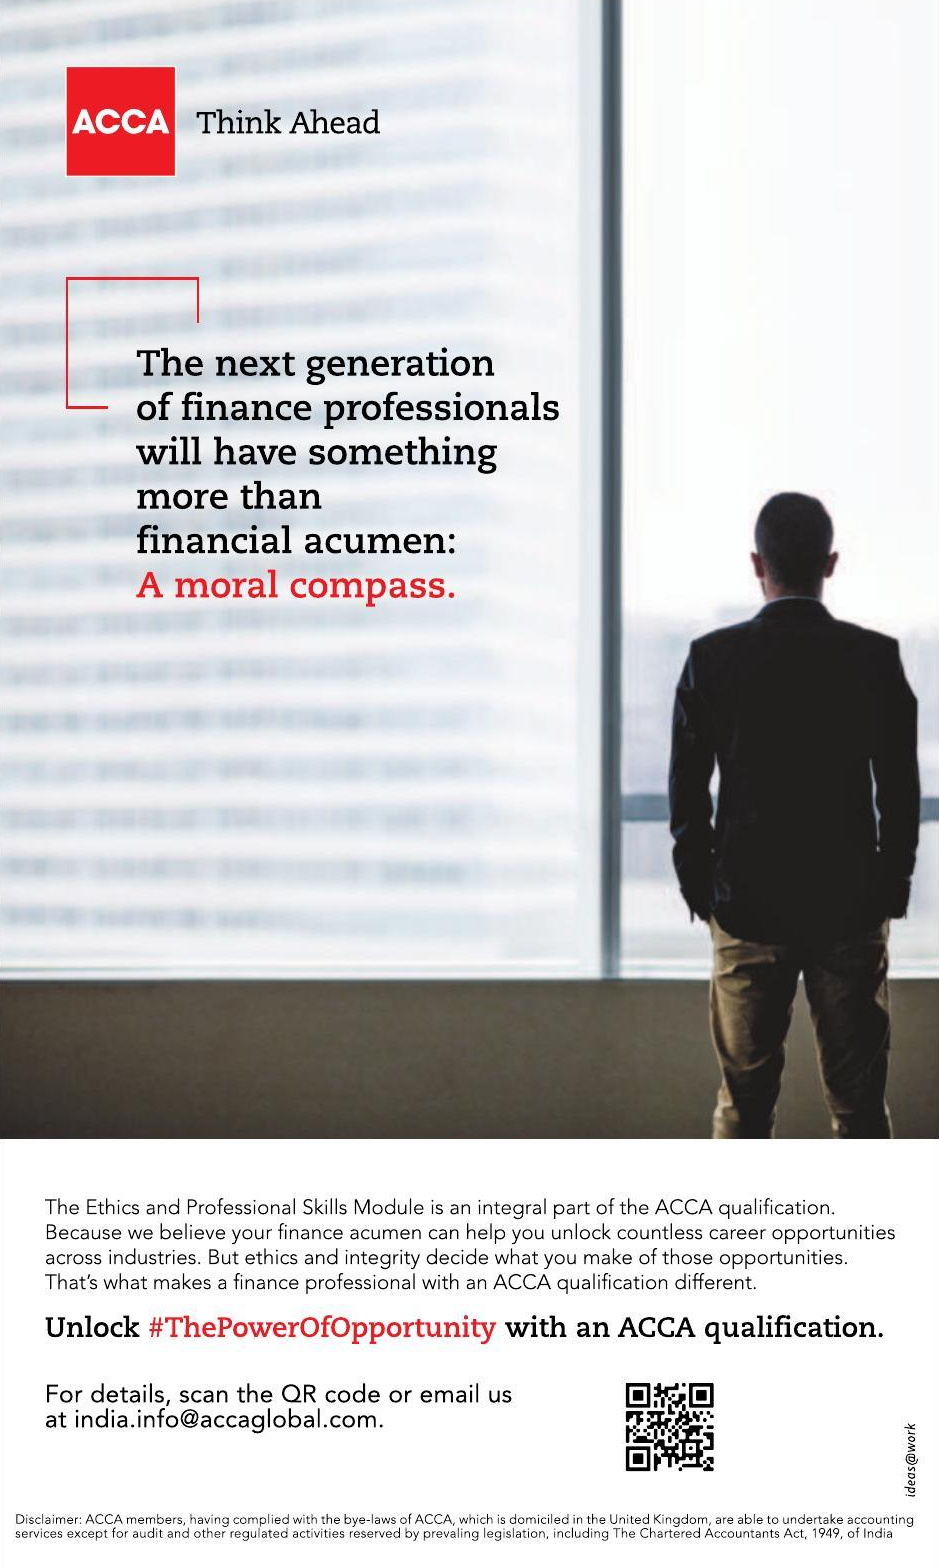 ACCA
Think Ahead
The next generation
of finance professionals
will have something
more than
financial acumen:
A moral compass.
The Ethics and Professional Skills Module is an integral part of the ACCA qualification.
Because we believe your finance acumen can help you unlock countless career opportunities
across industries. But ethics and integrity decide what you make of those opportunities.
That's what makes a finance professional with an ACCA qualification different.
Unlock #ThePowerOfOpportunity with an ACCA qualification.
For details, scan the QR code or email us
at india.info@accaglobal.com.
ideas@work
Disclaimer: ACCA members, having complied with the bye-laws of ACCA, which is domiciled in the United Kingdom, are able to undertake accounting
services except for audit and other regulated activities reserved by prevaling legislation, including The Chartered Accountants Act, 1949, of India